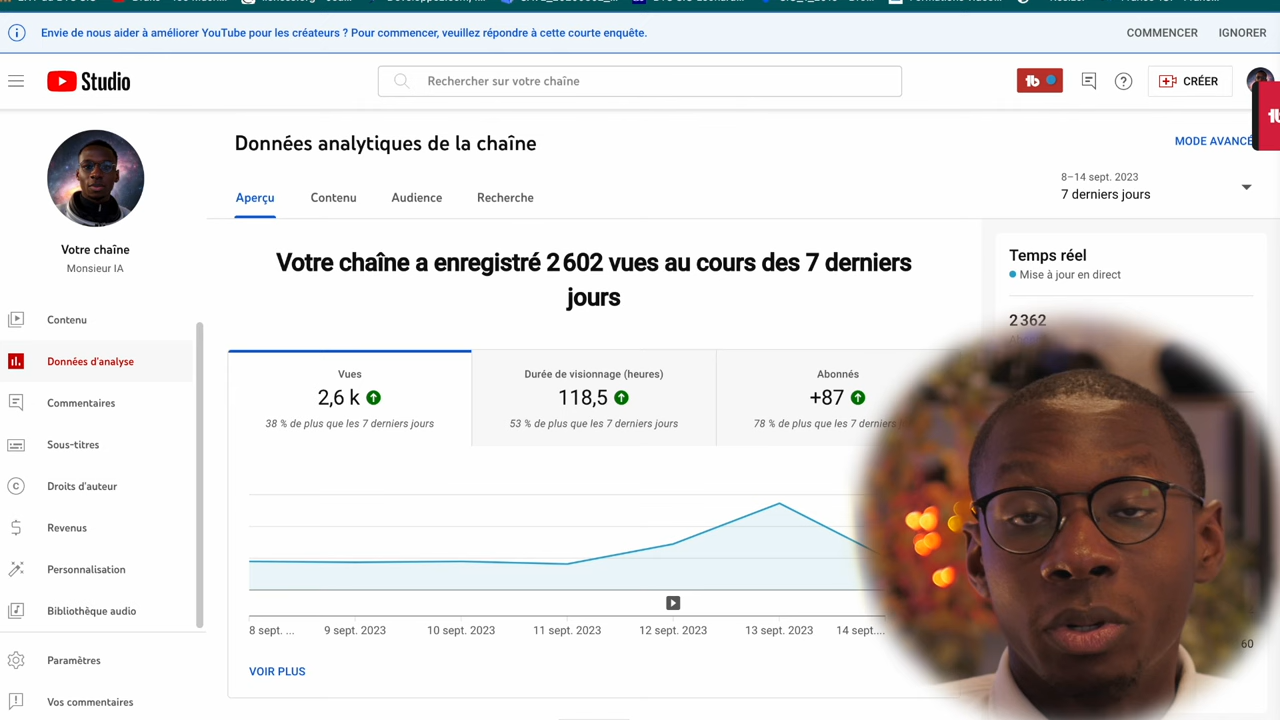 Envie de nous aider à améliorer YouTube pour les créateurs ? Pour commencer, veuillez répondre à cette courte enquête.
COMMENCER
IGNORER
Studio
Rechercher sur votre chaîne
CRÉER
Données analytiques de la chaîne
MODE AVANCÉ
Aperçu
Contenu
Audience
Recherche
8–14 sept. 2023
7 derniers jours
Votre chaîne
Monsieur IA
Contenu
Données d'analyse
Commentaires
Sous-titres
Droits d'auteur
Revenus
Personnalisation
Bibliothèque audio
Paramètres
Vos commentaires
Votre chaîne a enregistré 2 602 vues au cours des 7 derniers
jours
Vues
2,6 k
38 % de plus que les 7 derniers jours
Durée de visionnage (heures)
118,5
53 % de plus que les 7 derniers jours
Abonnés
+87
78 % de plus que les 7 derniers jours
8 sept. ...
9 sept. 2023
10 sept. 2023
11 sept. 2023
12 sept. 2023
13 sept. 2023
14 sept....
VOIR PLUS
Temps réel
Mise à jour en direct
2 362
60